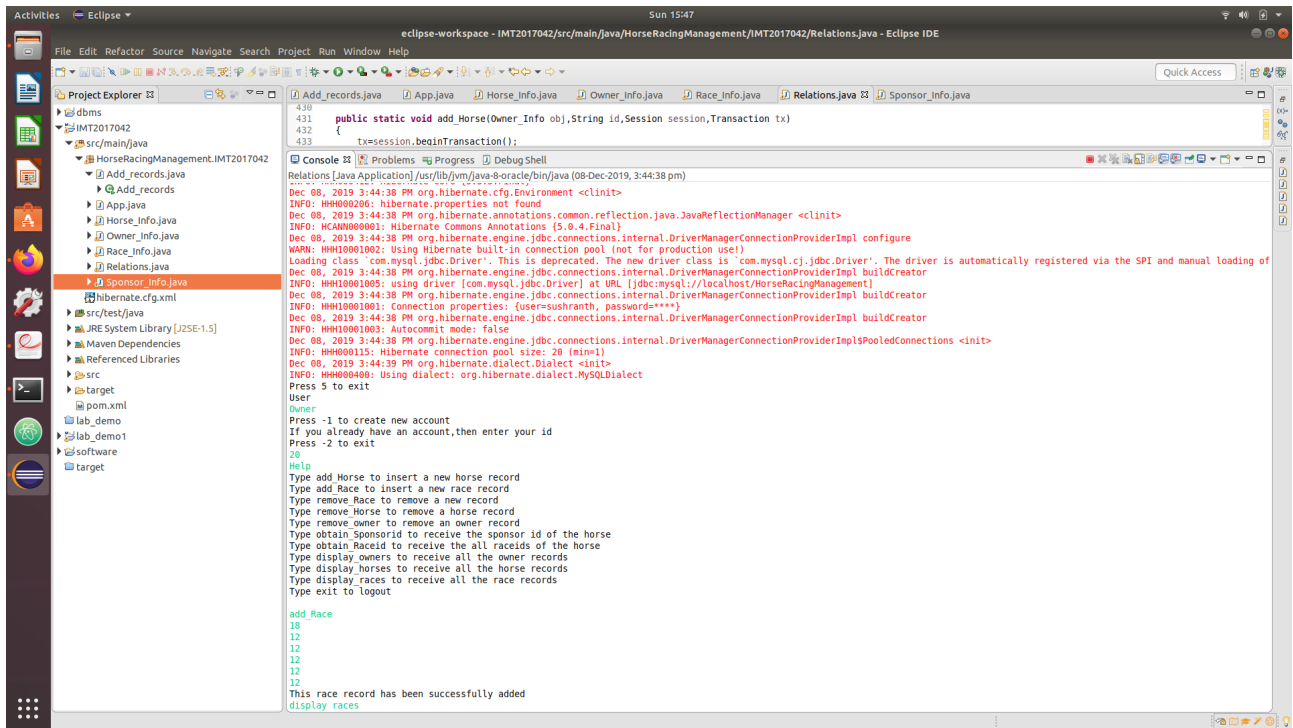 Activities Eclipse Sun 15:47
eclipse-workspace - IMT2017042/src/main/java/HorseRacingManagement/IMT2017042/Relations.java - Eclipse IDE
File Edit Refactor Source Navigate Search Project Run Window Help
Quick Access
Project Explorer
dbms
IMT2017042
src/main/java
HorseRacingManagement.IMT2017042
Add_records.java
Add_records
App.java
Horse_Info.java
Owner_Info.java
Race_Info.java
Relations.java
Sponsor_Info.java
hibernate.cfg.xml
src/test/java
JRE System Library [J2SE-1.5]
Maven Dependencies
Referenced Libraries
src
target
pom.xml
lab_demo
lab_demo1
software
target
Add_records.java App.java Horse_Info.java Owner_Info.java Race_Info.java Relations.java Sponsor_Info.java
430
431 public static void add_Horse(Owner_Info obj,String id,Session session,Transaction tx)
432 {
433 tx=session.beginTransaction();
Console Problems Progress Debug Shell
Relations [Java Application] /usr/lib/jvm/java-8-oracle/bin/java (08-Dec-2019, 3:44:38 pm)
Dec 08, 2019 3:44:38 PM org.hibernate.cfg.Environment <clinit>
INFO: HHH000206: hibernate.properties not found
Dec 08, 2019 3:44:38 PM org.hibernate.annotations.common.reflection.java.JavaReflectionManager <clinit>
INFO: HCANN000001: Hibernate Commons Annotations {5.0.4.Final}
Dec 08, 2019 3:44:38 PM org.hibernate.engine.jdbc.connections.internal.DriverManagerConnectionProviderImpl configure
WARN: HHH10001002: Using Hibernate built-in connection pool (not for production use!)
Loading class `com.mysql.jdbc.Driver'. This is deprecated. The new driver class is `com.mysql.cj.jdbc.Driver'. The driver is automatically registered via the SPI and manual loading of
Dec 08, 2019 3:44:38 PM org.hibernate.engine.jdbc.connections.internal.DriverManagerConnectionProviderImpl buildCreator
INFO: HHH10001005: using driver [com.mysql.jdbc.Driver] at URL [jdbc:mysql://localhost/HorseRacingManagement]
Dec 08, 2019 3:44:38 PM org.hibernate.engine.jdbc.connections.internal.DriverManagerConnectionProviderImpl buildCreator
INFO: HHH10001001: Connection properties: {user=sushranth, password=****}
Dec 08, 2019 3:44:38 PM org.hibernate.engine.jdbc.connections.internal.DriverManagerConnectionProviderImpl buildCreator
INFO: HHH10001003: Autocommit mode: false
Dec 08, 2019 3:44:38 PM org.hibernate.engine.jdbc.connections.internal.DriverManagerConnectionProviderImpl$PooledConnections <init>
INFO: HHH000115: Hibernate connection pool size: 20 (min=1)
Dec 08, 2019 3:44:39 PM org.hibernate.dialect.Dialect <init>
INFO: HHH000400: Using dialect: org.hibernate.dialect.MySQLDialect
Press 5 to exit
User
Owner
Press -1 to create new account
If you already have an account,then enter your id
Press -2 to exit
20
Help
Type add_Horse to insert a new horse record
Type add_Race to insert a new race record
Type remove_Race to remove a new record
Type remove_Horse to remove a horse record
Type remove_owner to remove an owner record
Type obtain_Sponsorid to receive the sponsor id of the horse
Type obtain_Raceid to receive the all raceids of the horse
Type display_owners to receive all the owner records
Type display_horses to receive all the horse records
Type display_races to receive all the race records
Type exit to logout
add_Race
18
12
12
12
12
12
This race record has been successfully added
display races